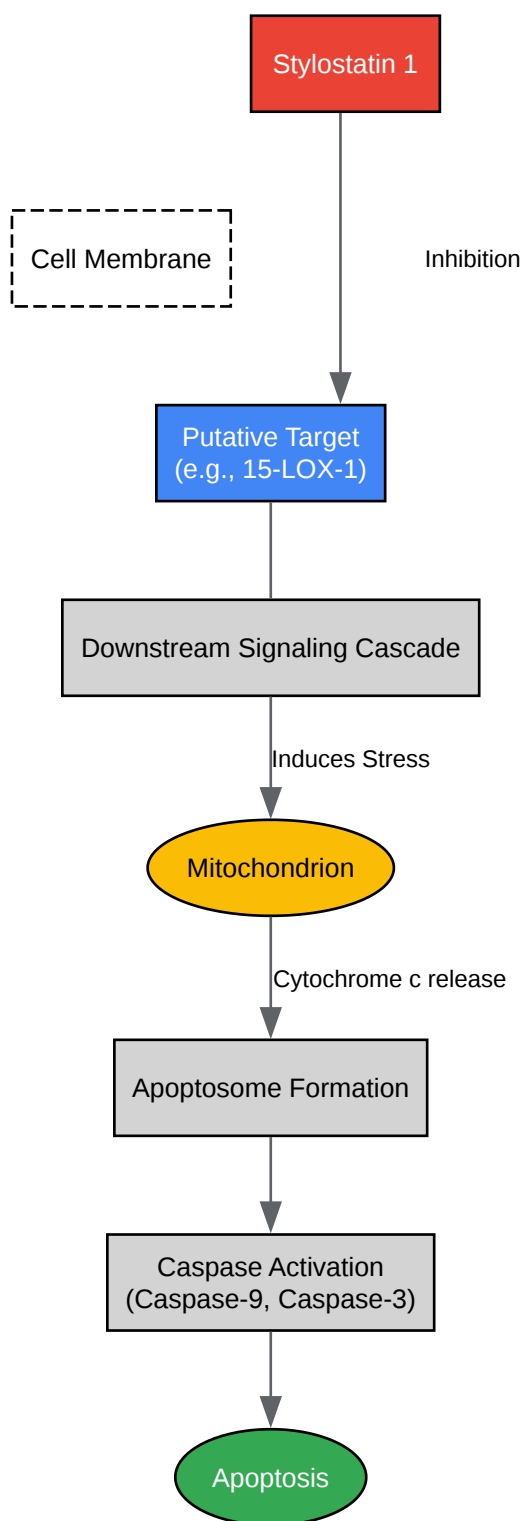 Stylostatin 1
Cell Membrane
Inhibition
Putative Target
(e.g., 15-LOX-1)
Downstream Signaling Cascade
Induces Stress
Mitochondrion
Cytochrome c release
Apoptosome Formation
Caspase Activation
(Caspase-9, Caspase-3)
Apoptosis